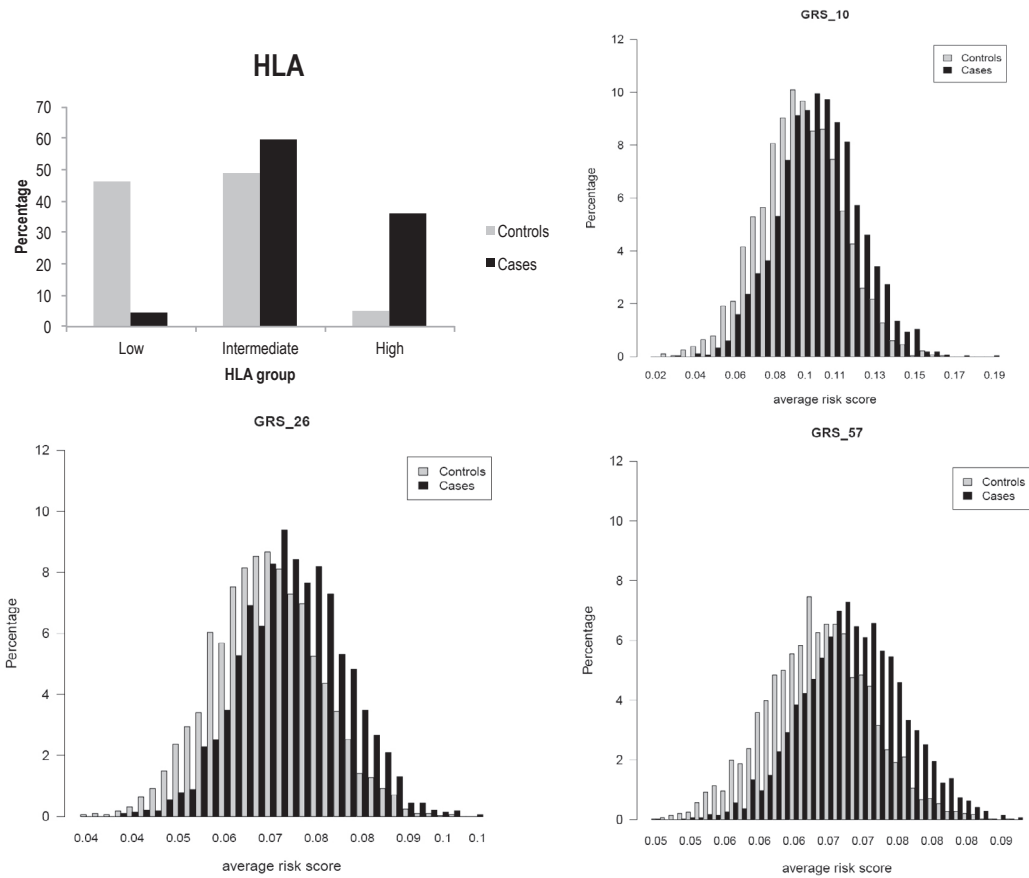 HLA
70
60
50
40
30
20
10
0
Percentage
Low Intermediate High
HLA group
Controls
Cases
GRS_10
12
10
8
6
4
2
0
Percentage
Controls
Cases
0.02 0.04 0.06 0.08 0.1 0.11 0.13 0.15 0.17 0.19
average risk score
GRS_26
12
10
8
6
4
2
0
Percentage
Controls
Cases
0.04 0.05 0.06 0.07 0.08 0.08 0.09 0.1 0.1
average risk score
GRS_57
12
10
8
6
4
2
0
Percentage
Controls
Cases
0.05 0.05 0.06 0.06 0.06 0.07 0.07 0.08 0.08 0.08 0.09
average risk score